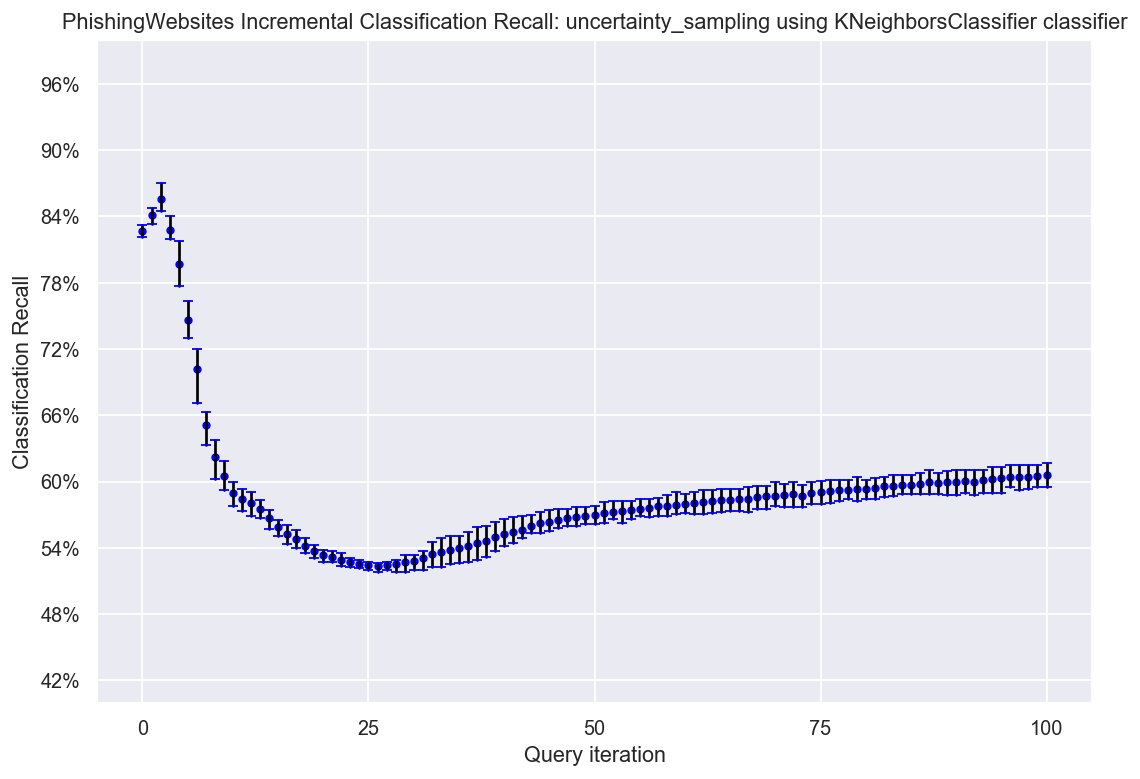 PhishingWebsites Incremental Classification Recall: uncertainty_sampling using KNeighborsClassifier classifier
96%
90%
84%
78%
72%
66%
60%
54%
48%
42%
Classification Recall
0 25 50 75 100
Query iteration